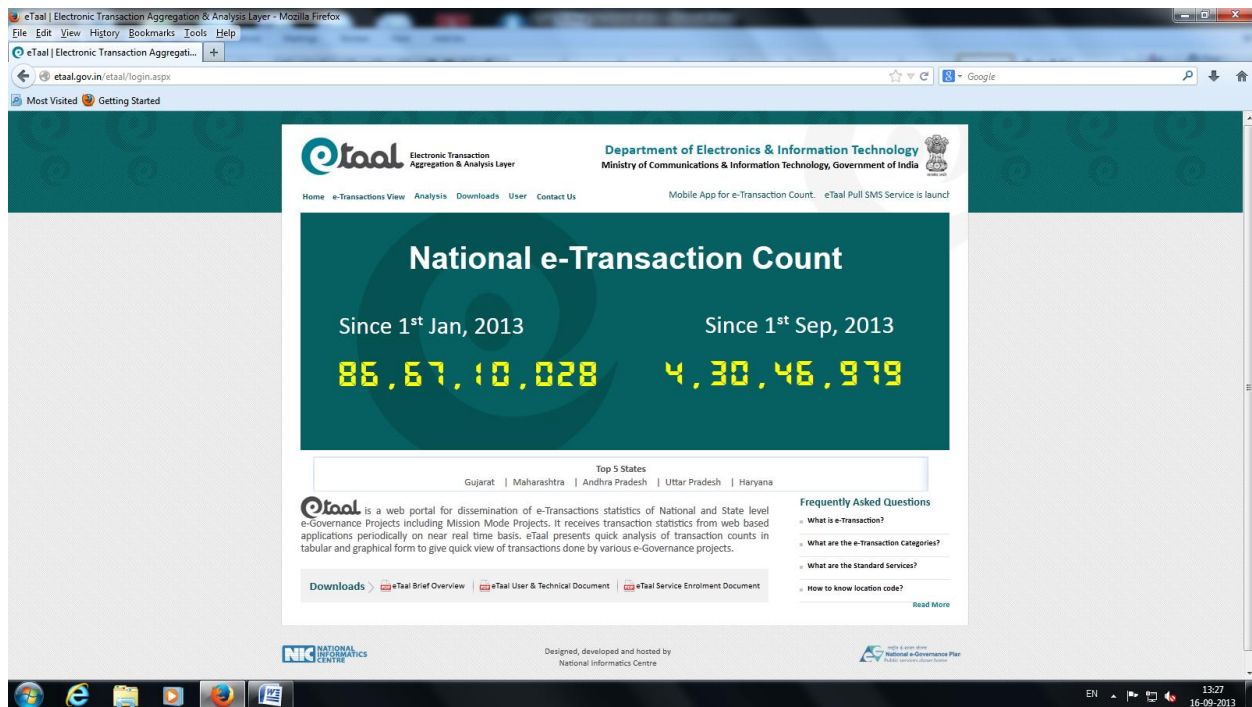 eTaal | Electronic Transaction Aggregation & Analysis Layer - Mozilla Firefox
File Edit View History Bookmarks Tools Help
eTaal | Electronic Transaction Aggregati... +
etaal.gov.in/etaal/login.aspx Google
Most Visited Getting Started
etaal Electronic Transaction
Aggregation & Analysis Layer
Department of Electronics & Information Technology
Ministry of Communications & Information Technology, Government of India
Home e-Transactions View Analysis Downloads User Contact Us
Mobile App for e-Transaction Count. eTaal Pull SMS Service is launch
National e-Transaction Count
Since 1st Jan, 2013 Since 1st Sep, 2013
86,67,10,028 4,30,46,979
Top 5 States
Gujarat | Maharashtra | Andhra Pradesh | Uttar Pradesh | Haryana
etaal is a web portal for dissemination of e-Transactions statistics of National and State level
e-Governance Projects including Mission Mode Projects. It receives transaction statistics from web based
applications periodically on near real time basis. eTaal presents quick analysis of transaction counts in
tabular and graphical form to give quick view of transactions done by various e-Governance projects.
Frequently Asked Questions
What is e-Transaction?
What are the e-Transaction Categories?
What are the Standard Services?
How to know location code?
Read More
Downloads eTaal Brief Overview eTaal User & Technical Document eTaal Service Enrolment Document
NIC NATIONAL
INFORMATICS
CENTRE
Designed, developed and hosted by
National Informatics Centre
National e-Governance Plan
Public services closer home
EN 13:27
16-09-2013